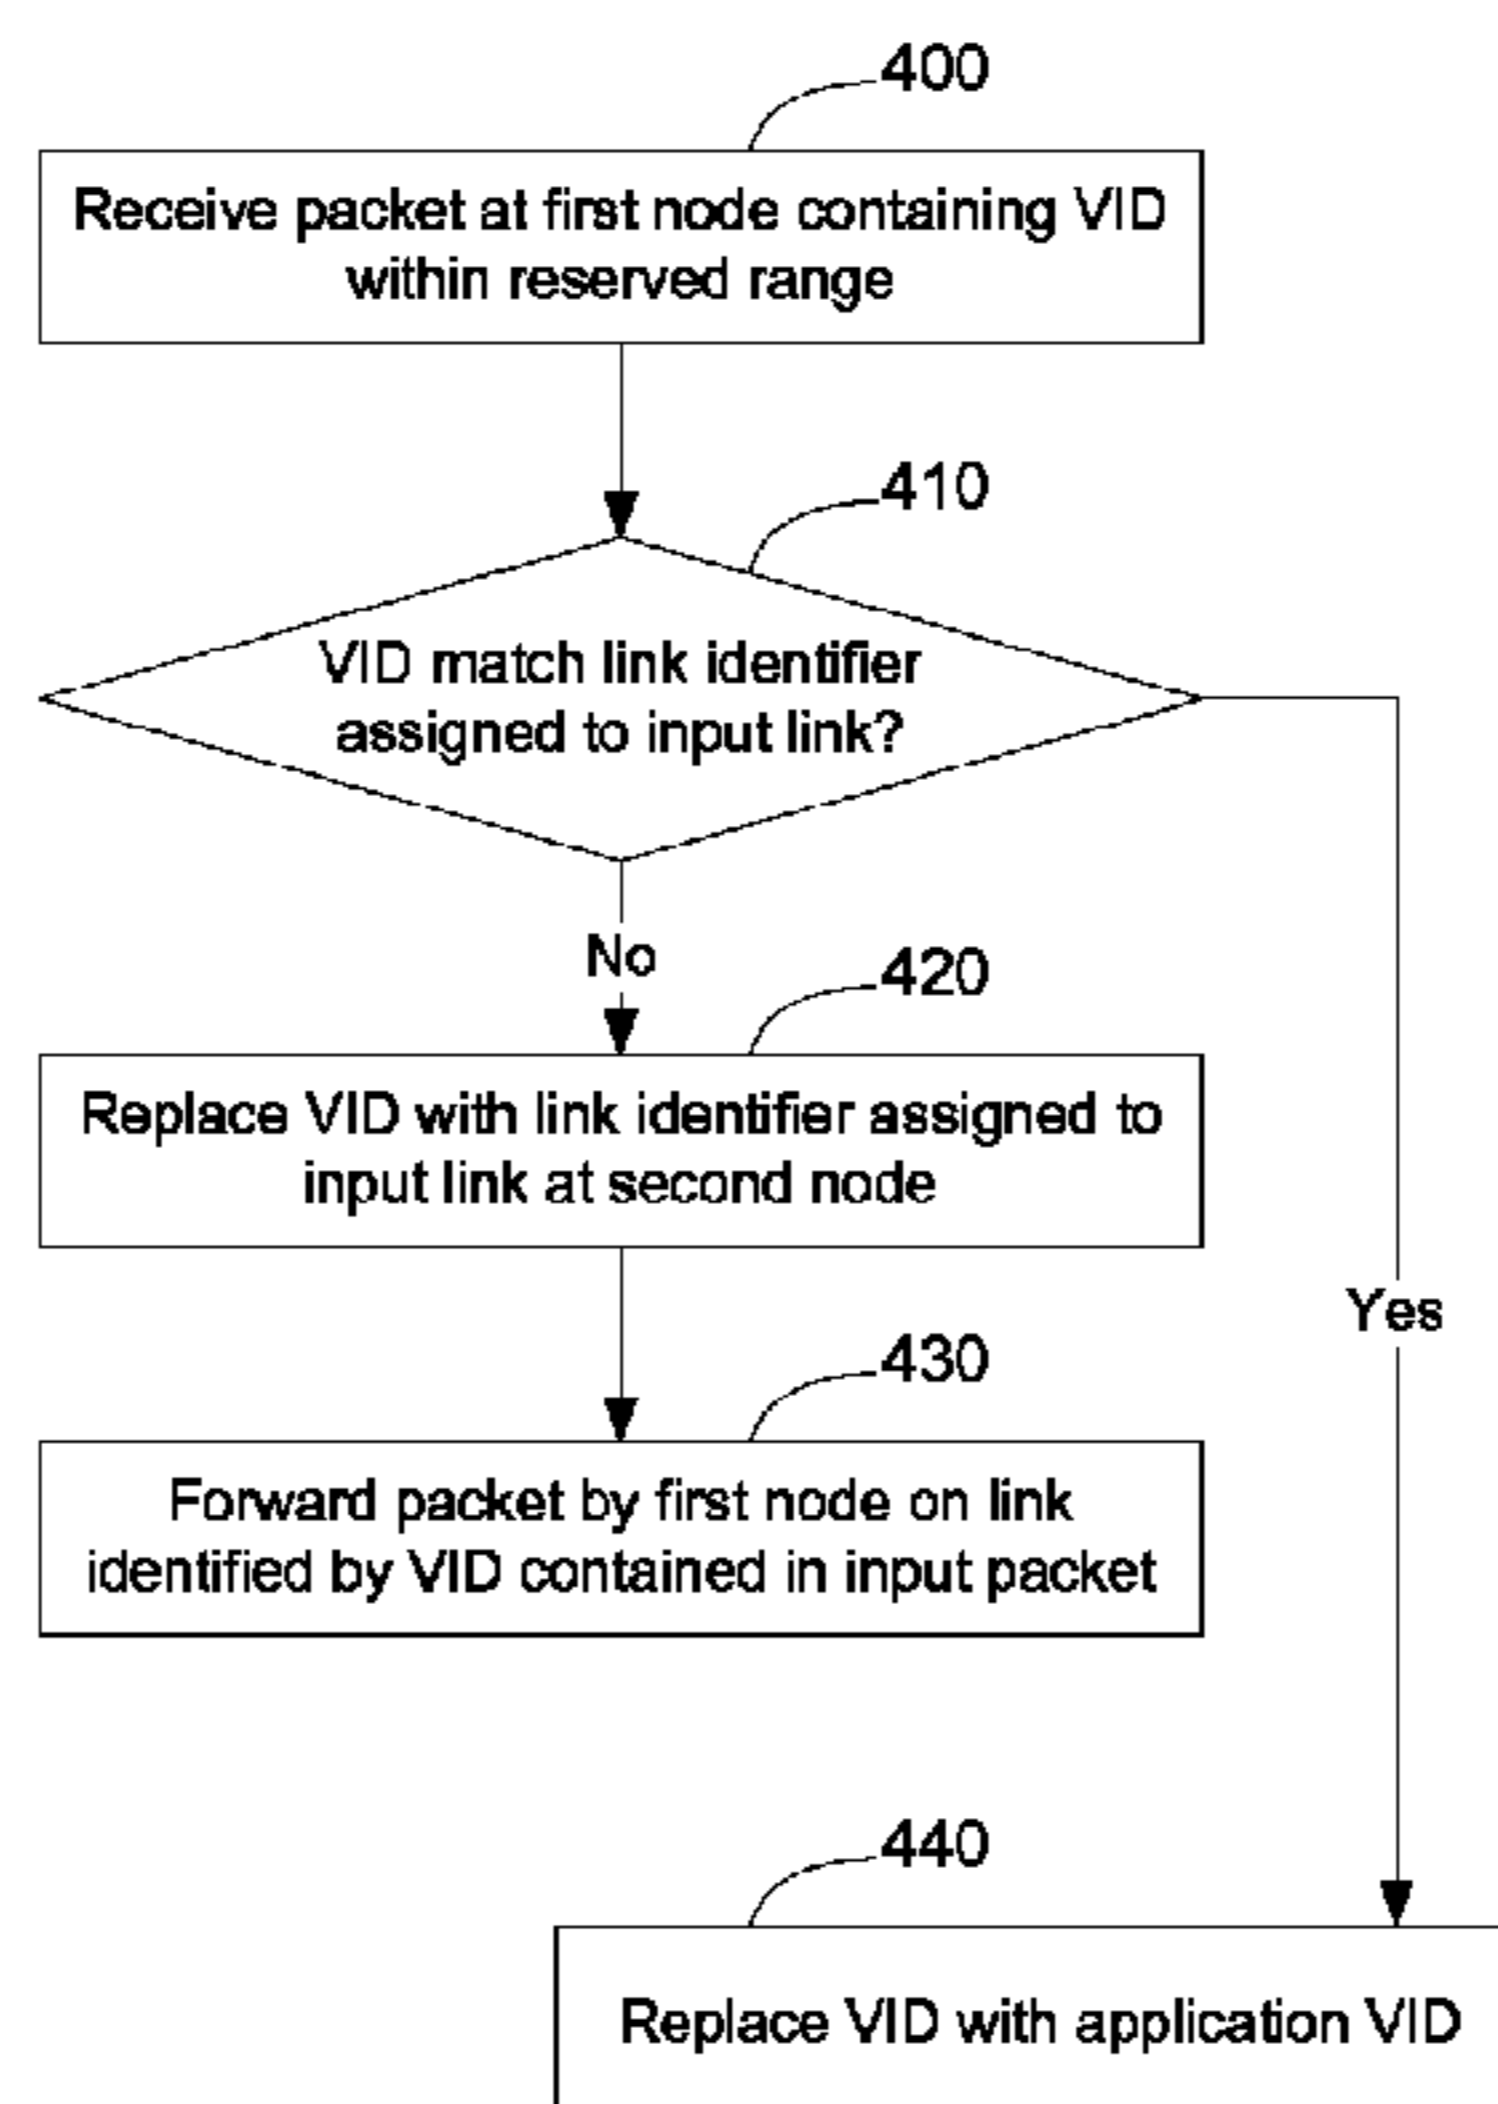 400
Receive packet at first node containing VID
within reserved range
410
VID match link identifier
assigned to input link?
No
420
Replace VID with link identifier assigned to
input link at second node
Yes
430
Forward packet by first node on link
identified by VID contained in input packet
440
Replace VID with application VID